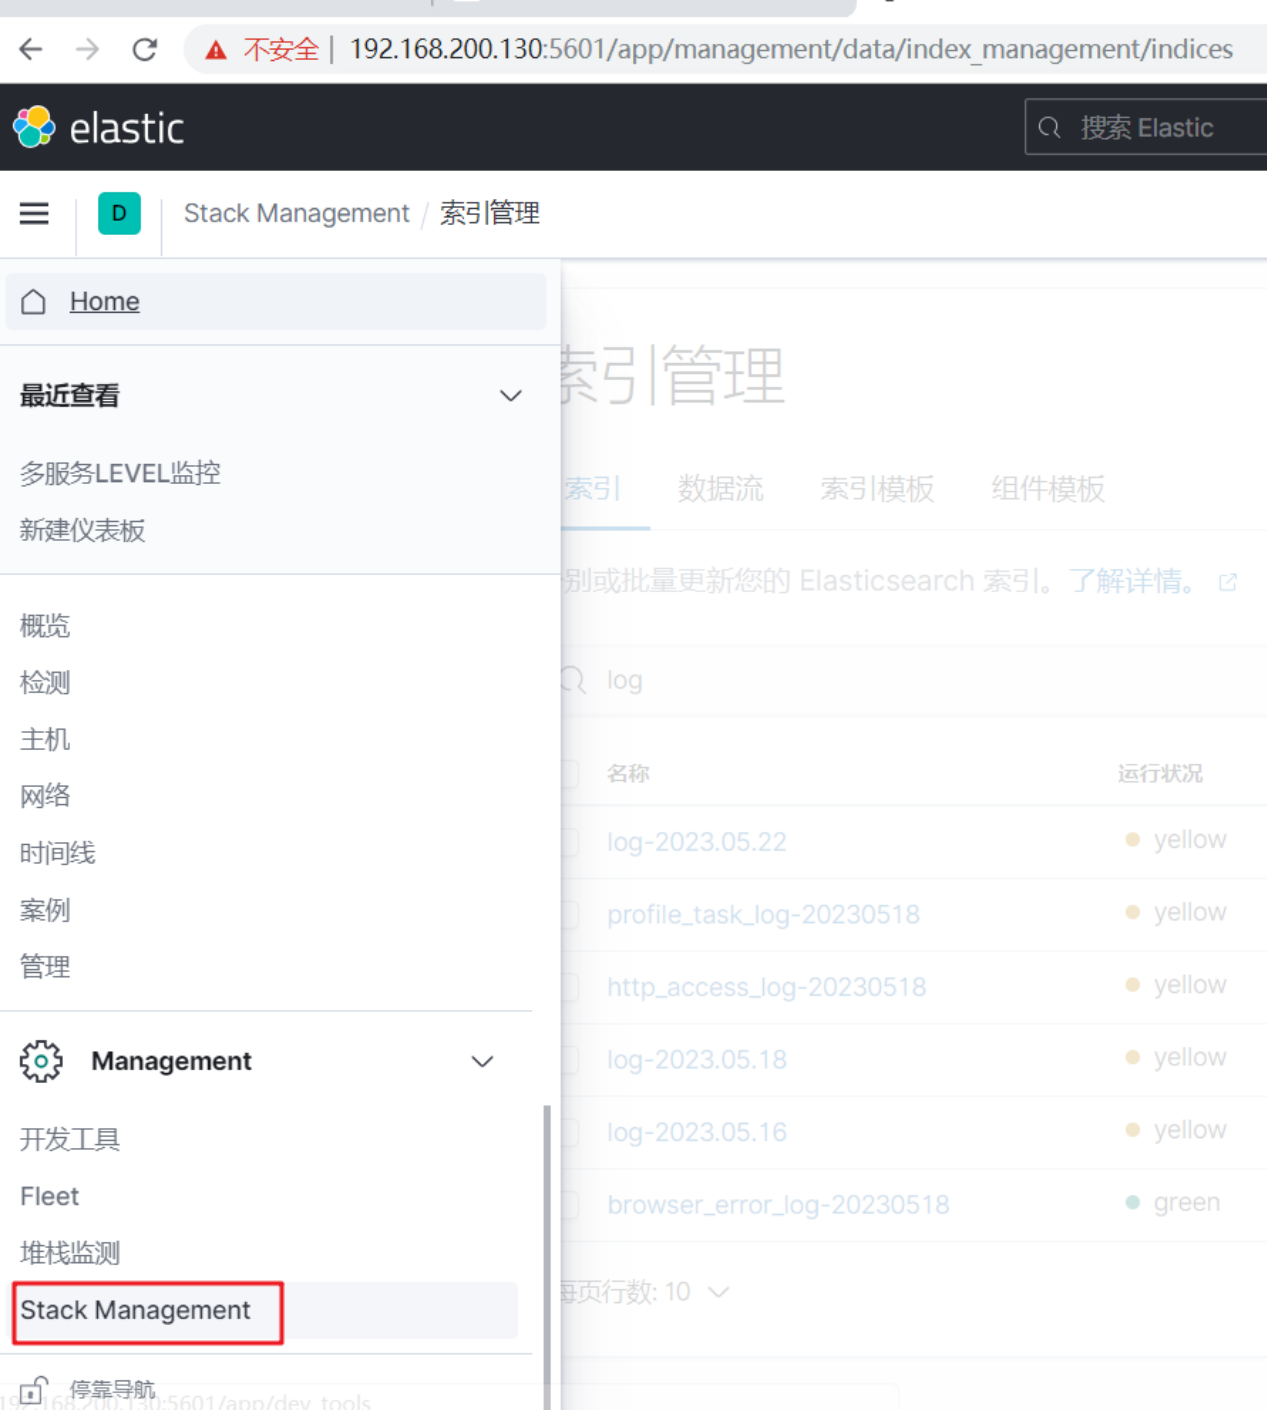 不安全 | 192.168.200.130:5601/app/management/data/index_management/indices
elastic
搜索 Elastic
D
Stack Management / 索引管理
Home
最近查看
多服务LEVEL监控
新建仪表板
概览
检测
主机
网络
时间线
案例
管理
Management
开发工具
Fleet
堆栈监测
Stack Management
停靠导航
192.168.200.130:5601/app/dev_tools
索引管理
索引 数据流 索引模板 组件模板
别或批量更新您的 Elasticsearch 索引。了解详情。
log
名称 运行状况
log-2023.05.22 yellow
profile_task_log-20230518 yellow
http_access_log-20230518 yellow
log-2023.05.18 yellow
log-2023.05.16 yellow
browser_error_log-20230518 green
每页行数: 10